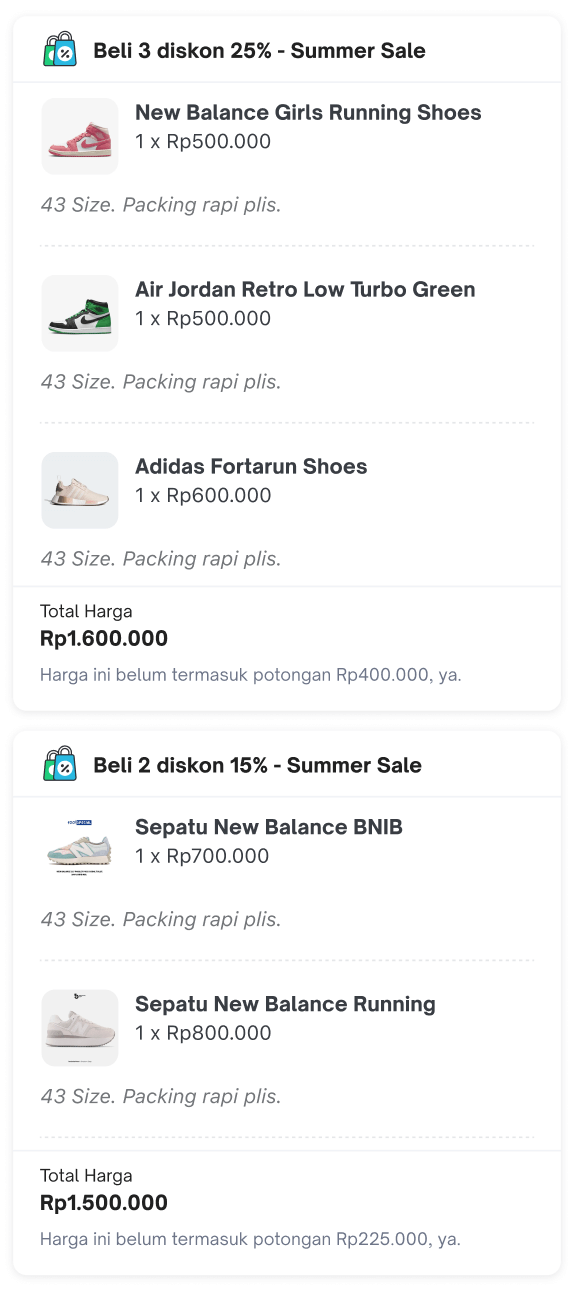 Beli 3 diskon 25% - Summer Sale
New Balance Girls Running Shoes
1 x Rp500.000
43 Size. Packing rapi plis.
Air Jordan Retro Low Turbo Green
1 x Rp500.000
43 Size. Packing rapi plis.
Adidas Fortarun Shoes
1 x Rp600.000
43 Size. Packing rapi plis.
Total Harga
Rp1.600.000
Harga ini belum termasuk potongan Rp400.000, ya.
Beli 2 diskon 15% - Summer Sale
Sepatu New Balance BNIB
1 x Rp700.000
43 Size. Packing rapi plis.
Sepatu New Balance Running
1 x Rp800.000
43 Size. Packing rapi plis.
Total Harga
Rp1.500.000
Harga ini belum termasuk potongan Rp225.000, ya.